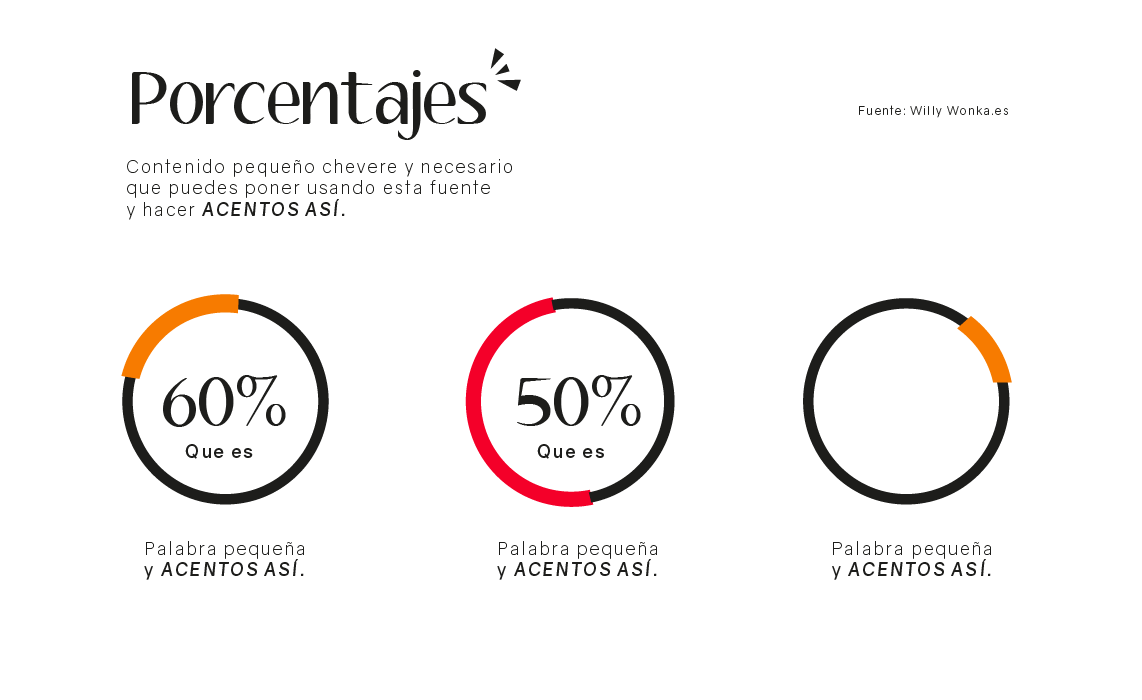 Porcentajes
Fuente: Willy Wonka.es
Contenido pequeño chevere y necesario
que puedes poner usando esta fuente
y hacer ACENTOS ASÍ.
60%
Que es
50%
Que es
Palabra pequeña
y ACENTOS ASÍ.
Palabra pequeña
y ACENTOS ASÍ.
Palabra pequeña
y ACENTOS ASÍ.